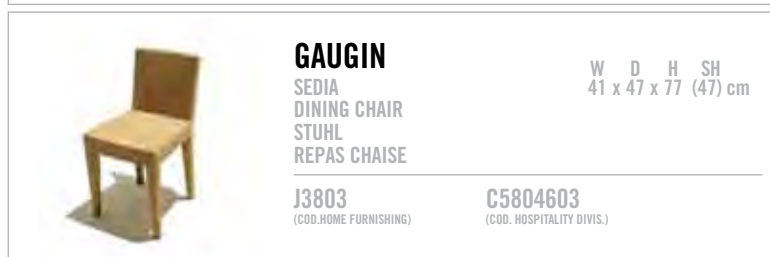 GAUGIN
SEDIA
DINING CHAIR
STUHL
REPAS CHAISE
W D H SH
41 x 47 x 77 (47) cm
J3803
(COD.HOME FURNISHING)
C5804603
(COD. HOSPITALITY DIVIS.)